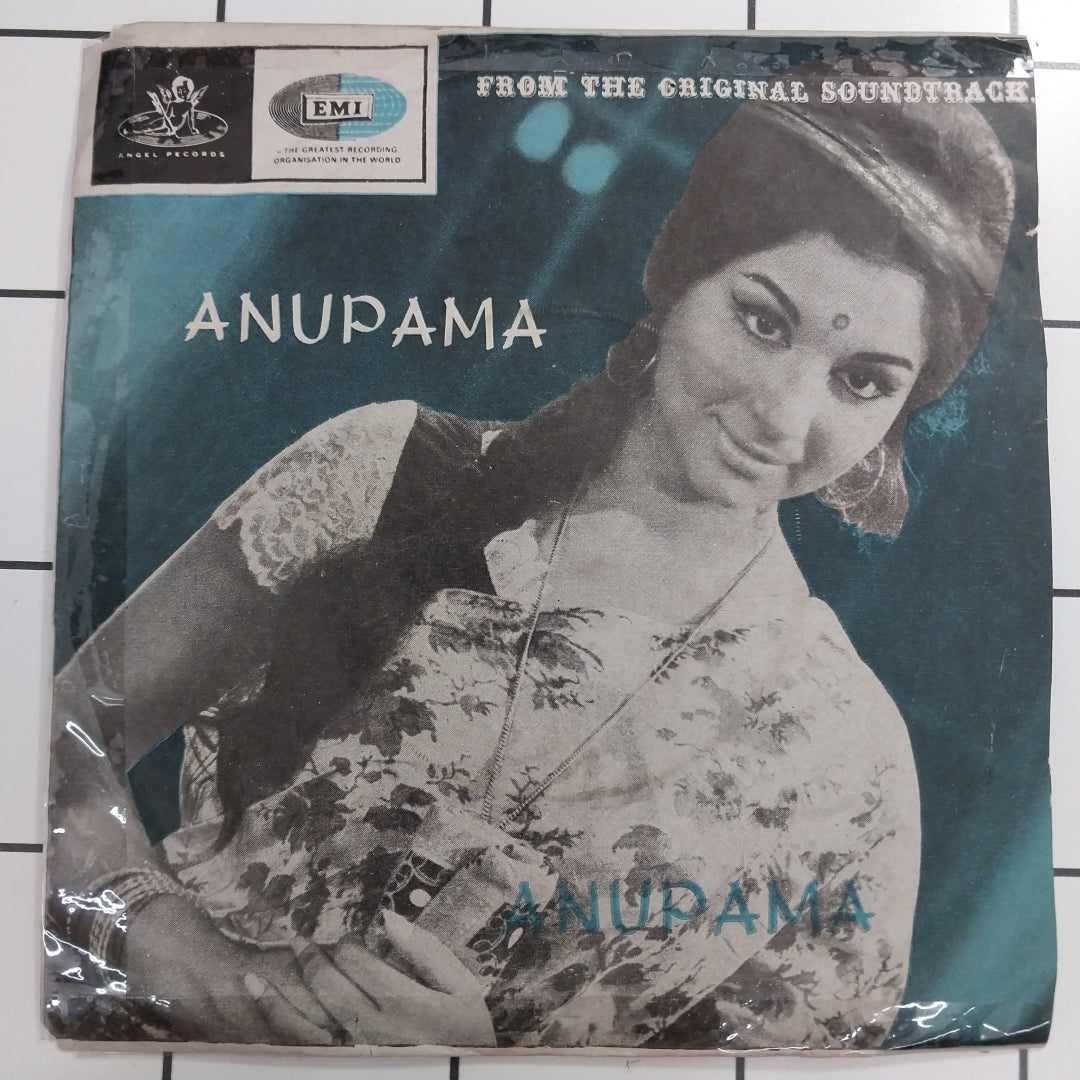 ANGEL RECORDS
EMI
– THE GREATEST RECORDING
ORGANISATION IN THE WORLD
FROM THE ORIGINAL SOUNDTRACK.
ANUPAMA
ANUPAMA